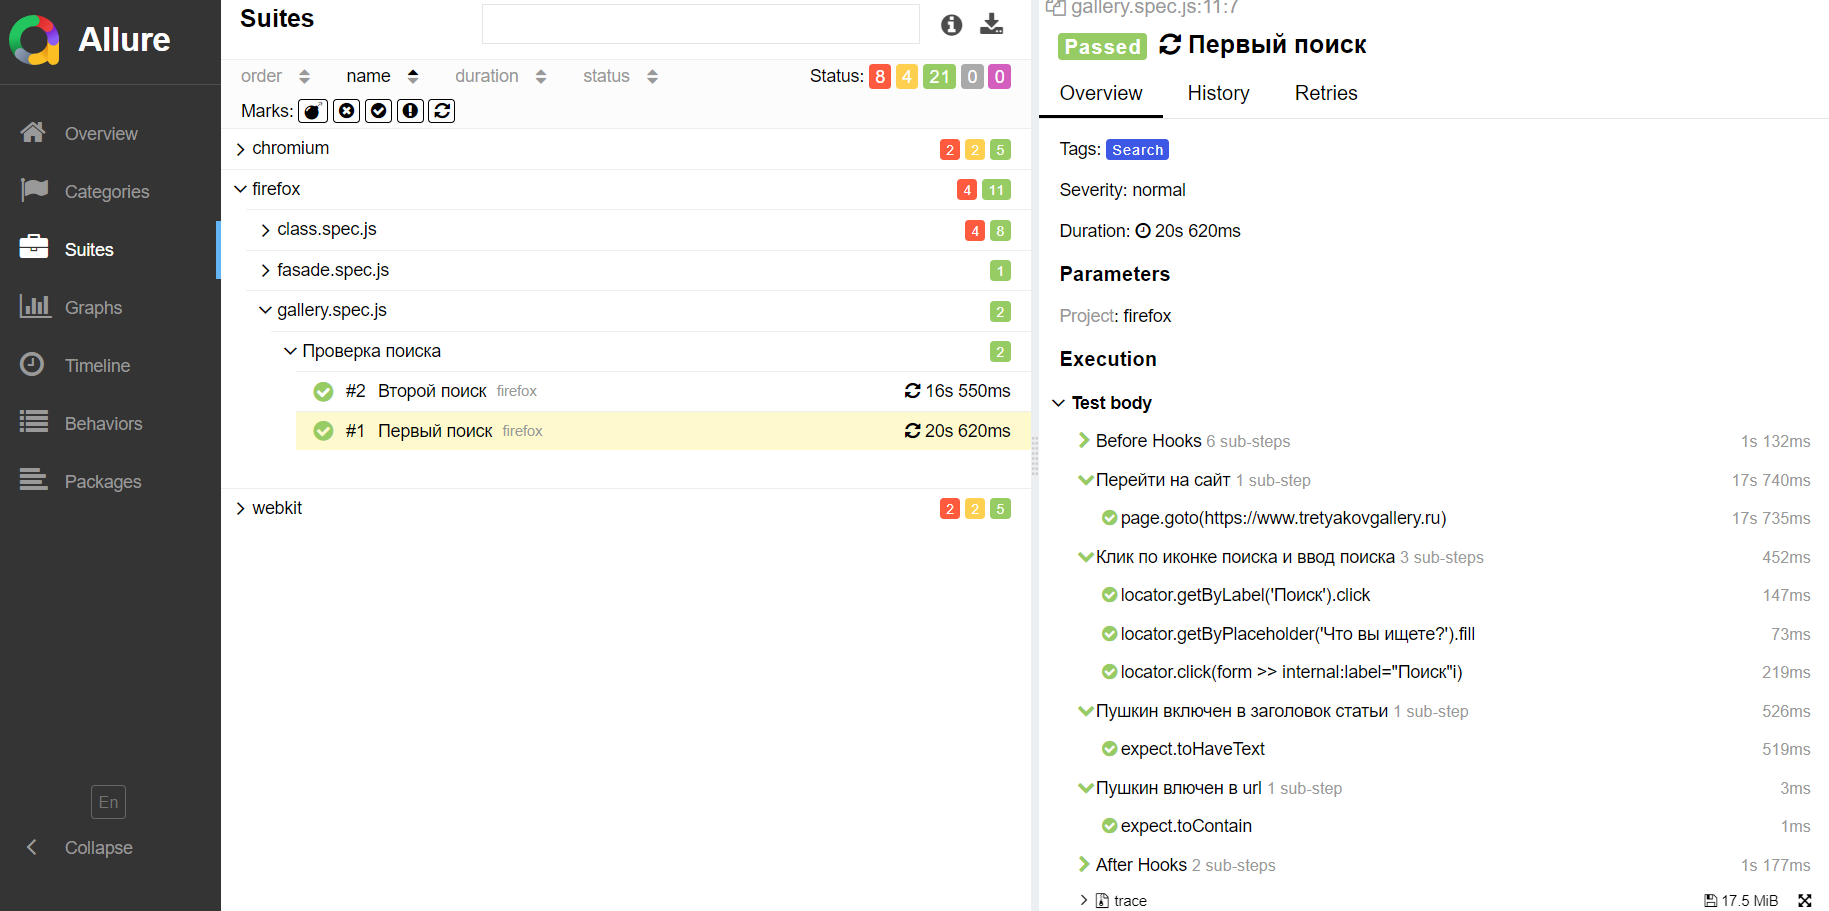 Allure
Overview
Categories
Suites
Graphs
Timeline
Behaviors
Packages
En
Collapse
Suites
order name duration status Status: 8 4 21 0 0
Marks:
chromium 2 2 5
firefox 4 11
class.spec.js 4 8
fasade.spec.js 1
gallery.spec.js 2
Проверка поиска 2
#2 Второй поиск firefox 16s 550ms
#1 Первый поиск firefox 20s 620ms
webkit 2 2 5
gallery.spec.js:11:7
Passed Первый поиск
Overview History Retries
Tags: Search
Severity: normal
Duration: 20s 620ms
Parameters
Project: firefox
Execution
Test body
Before Hooks 6 sub-steps 1s 132ms
Перейти на сайт 1 sub-step 17s 740ms
page.goto(https://www.tretyakovgallery.ru) 17s 735ms
Клик по иконке поиска и ввод поиска 3 sub-steps 452ms
locator.getByLabel('Поиск').click 147ms
locator.getByPlaceholder('Что вы ищете?').fill 73ms
locator.click(form >> internal:label="Поиск"i) 219ms
Пушкин включен в заголовок статьи 1 sub-step 526ms
expect.toHaveText 519ms
Пушкин влючен в url 1 sub-step 3ms
expect.toContain 1ms
After Hooks 2 sub-steps 1s 177ms
trace 17.5 MiB